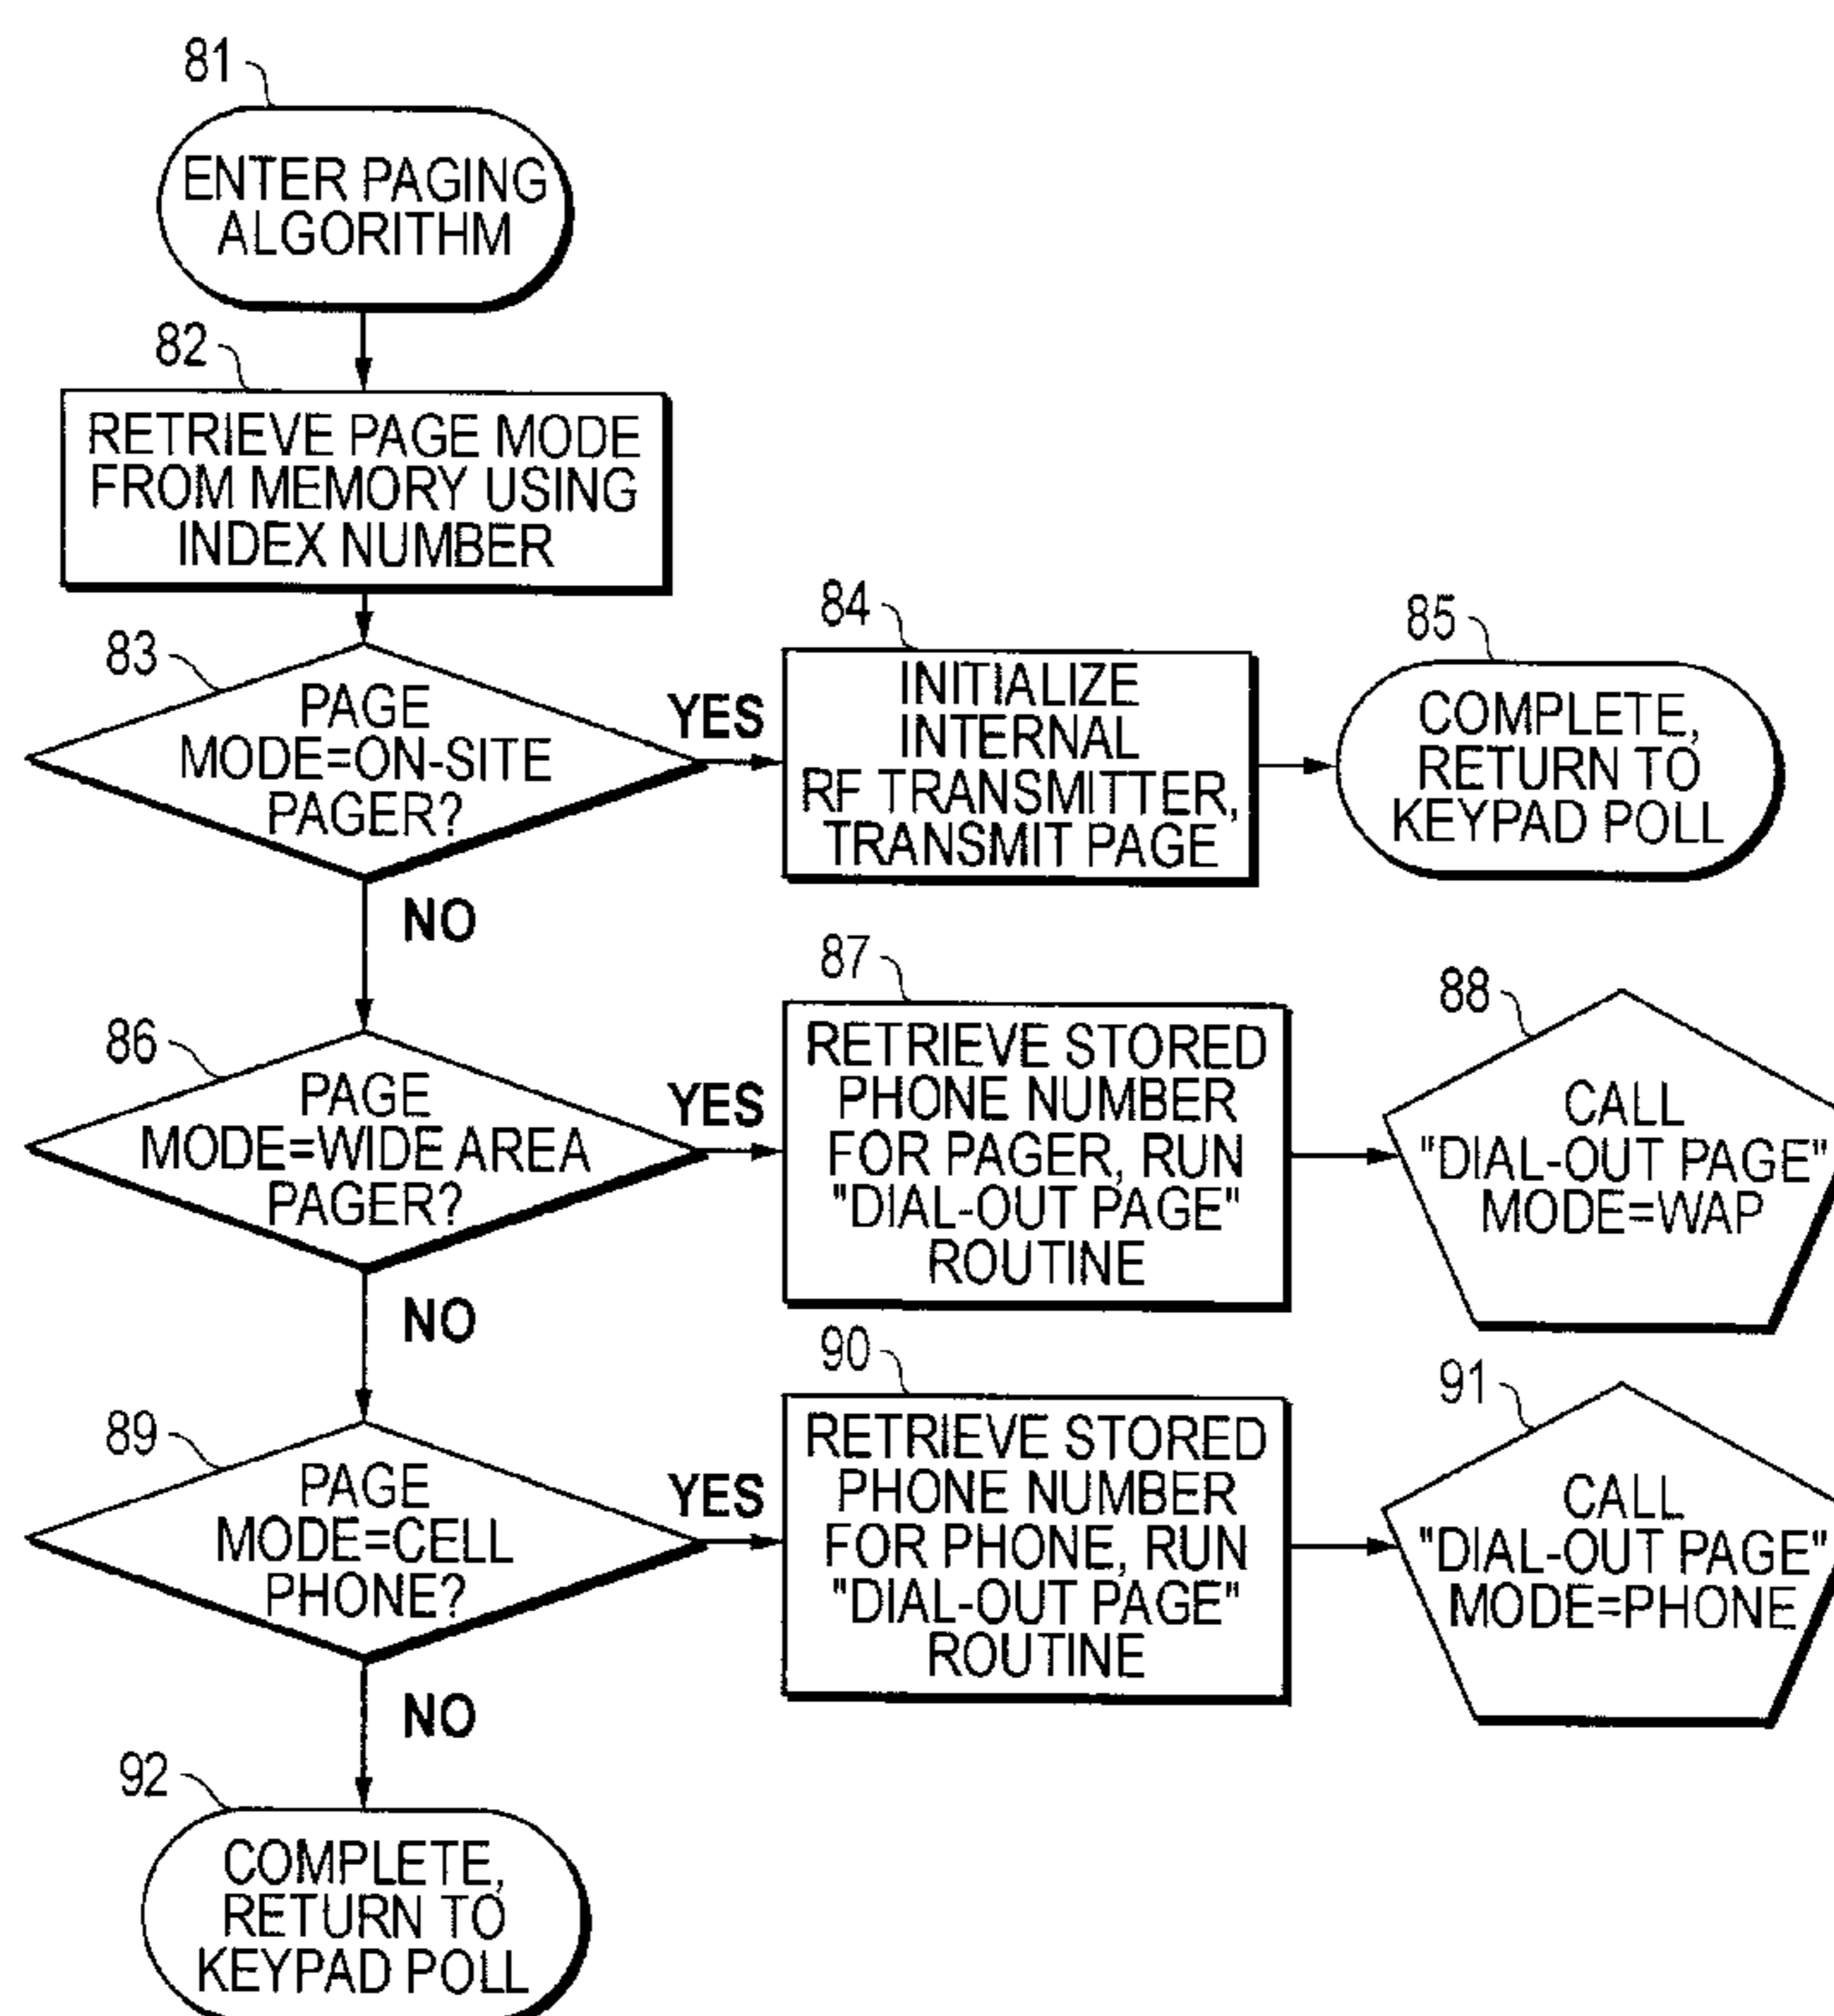 81
ENTER PAGING
ALGORITHM
82
RETRIEVE PAGE MODE
FROM MEMORY USING
INDEX NUMBER
83
PAGE
MODE=ON-SITE
PAGER?
YES
84
INITIALIZE
INTERNAL
RF TRANSMITTER,
TRANSMIT PAGE
85
COMPLETE,
RETURN TO
KEYPAD POLL
NO
86
PAGE
MODE=WIDE AREA
PAGER?
YES
87
RETRIEVE STORED
PHONE NUMBER
FOR PAGER, RUN
"DIAL-OUT PAGE"
ROUTINE
88
CALL
"DIAL-OUT PAGE"
MODE=WAP
NO
89
PAGE
MODE=CELL
PHONE?
YES
90
RETRIEVE STORED
PHONE NUMBER
FOR PHONE, RUN
"DIAL-OUT PAGE"
ROUTINE
91
CALL
"DIAL-OUT PAGE"
MODE=PHONE
NO
92
COMPLETE,
RETURN TO
KEYPAD POLL